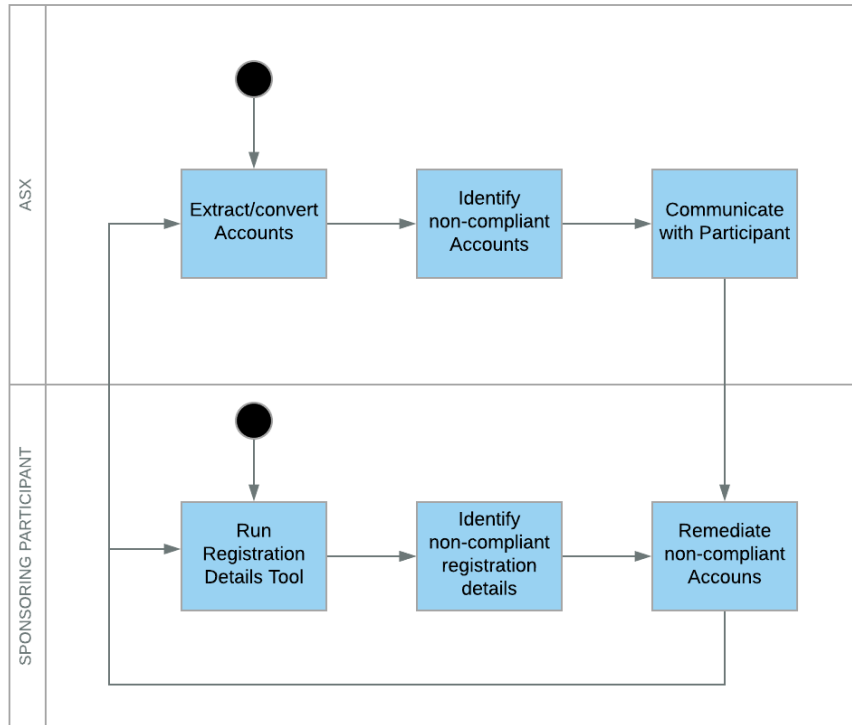 ASX
Extract/convert
Accounts
Identify
non-compliant
Accounts
Communicate
with Participant
SPONSORING PARTICIPANT
Run
Registration
Details Tool
Identify
non-compliant
registration
details
Remediate
non-compliant
Accouns